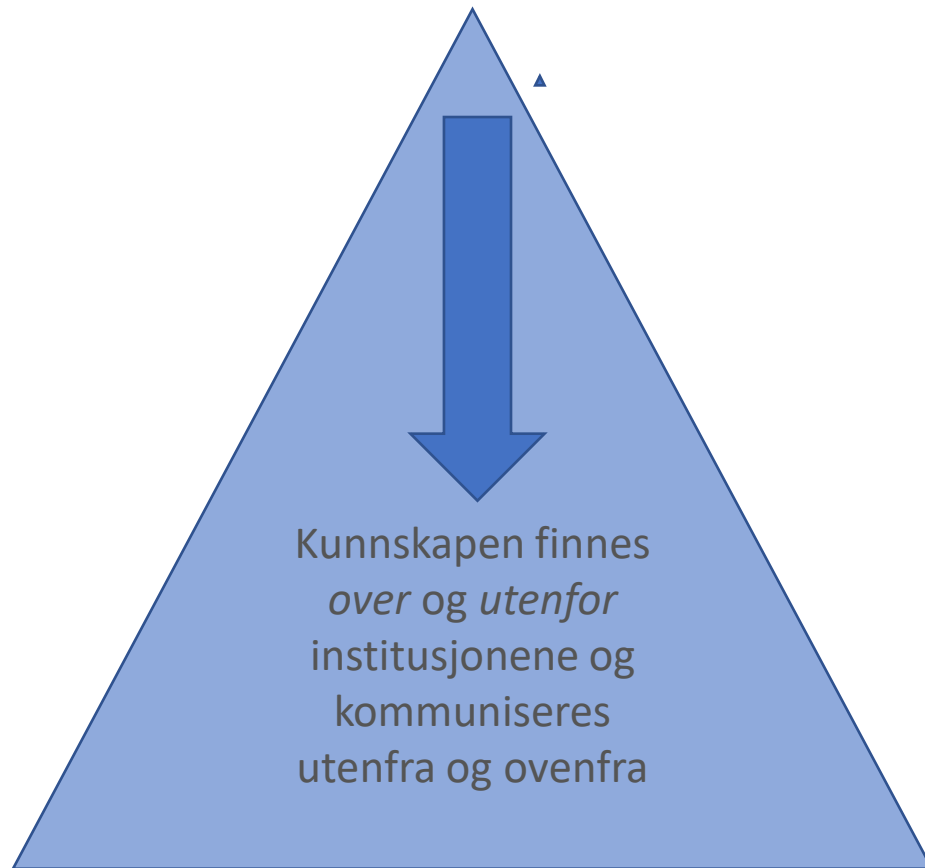 Kunnskapen finnes
over og utenfor
institusjonene og
kommuniseres
utenfra og ovenfra